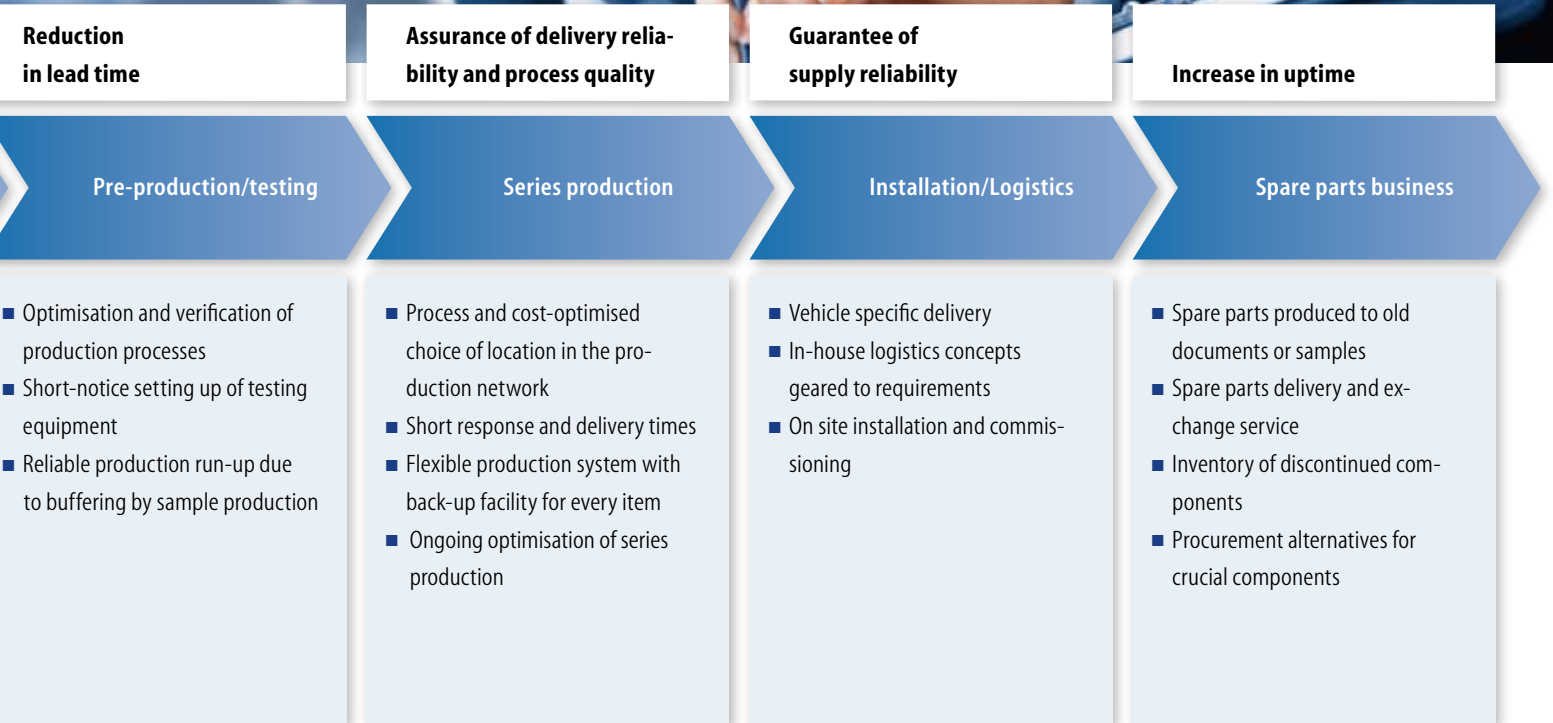 Reduction
in lead time
Assurance of delivery relia-
bility and process quality
Guarantee of
supply reliability
Increase in uptime
Pre-production/testing
Series production
Installation/Logistics
Spare parts business
■ Optimisation and verification of
production processes
■ Short-notice setting up of testing
equipment
■ Reliable production run-up due
to buffering by sample production
■ Process and cost-optimised
choice of location in the pro-
duction network
■ Short response and delivery times
■ Flexible production system with
back-up facility for every item
■ Ongoing optimisation of series
production
■ Vehicle specific delivery
■ In-house logistics concepts
geared to requirements
■ On site installation and commis-
sioning
■ Spare parts produced to old
documents or samples
■ Spare parts delivery and ex-
change service
■ Inventory of discontinued com-
ponents
■ Procurement alternatives for
crucial components